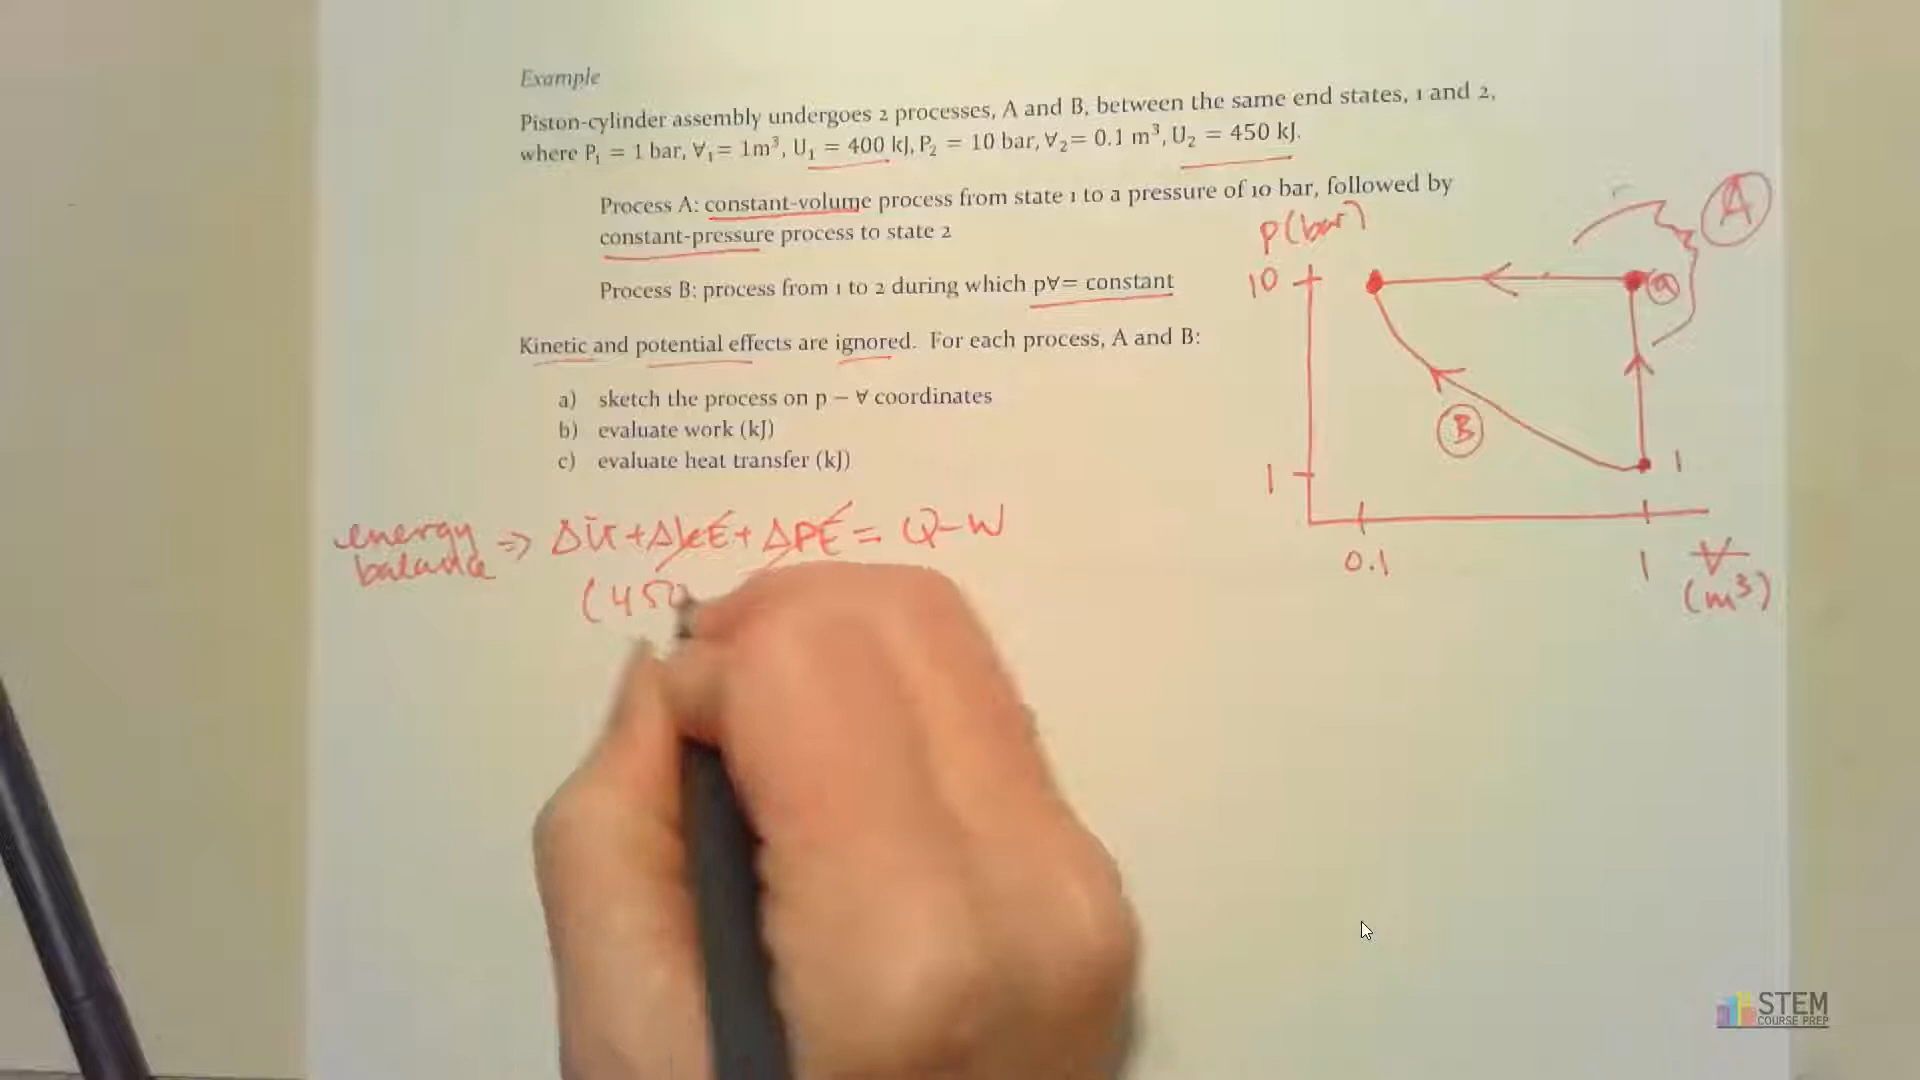 Example
Piston-cylinder assembly undergoes 2 processes, A and B, between the same end states, 1 and 2,
where P₁ = 1 bar, ∀₁= 1m³, U₁ = 400 kJ, P₂ = 10 bar, ∀₂= 0.1 m³, U₂ = 450 kJ.
Process A: constant-volume process from state 1 to a pressure of 10 bar, followed by
constant-pressure process to state 2
Process B: process from 1 to 2 during which p∀= constant
Kinetic and potential effects are ignored. For each process, A and B:
a) sketch the process on p – ∀ coordinates
b) evaluate work (kJ)
c) evaluate heat transfer (kJ)
energy
balance ⇒ ΔU+ΔKE+ΔPE = Q-W
(450
p(bar)
A
10
a
B
1
1
0.1
1
∀
(m³)
STEM
COURSE PREP